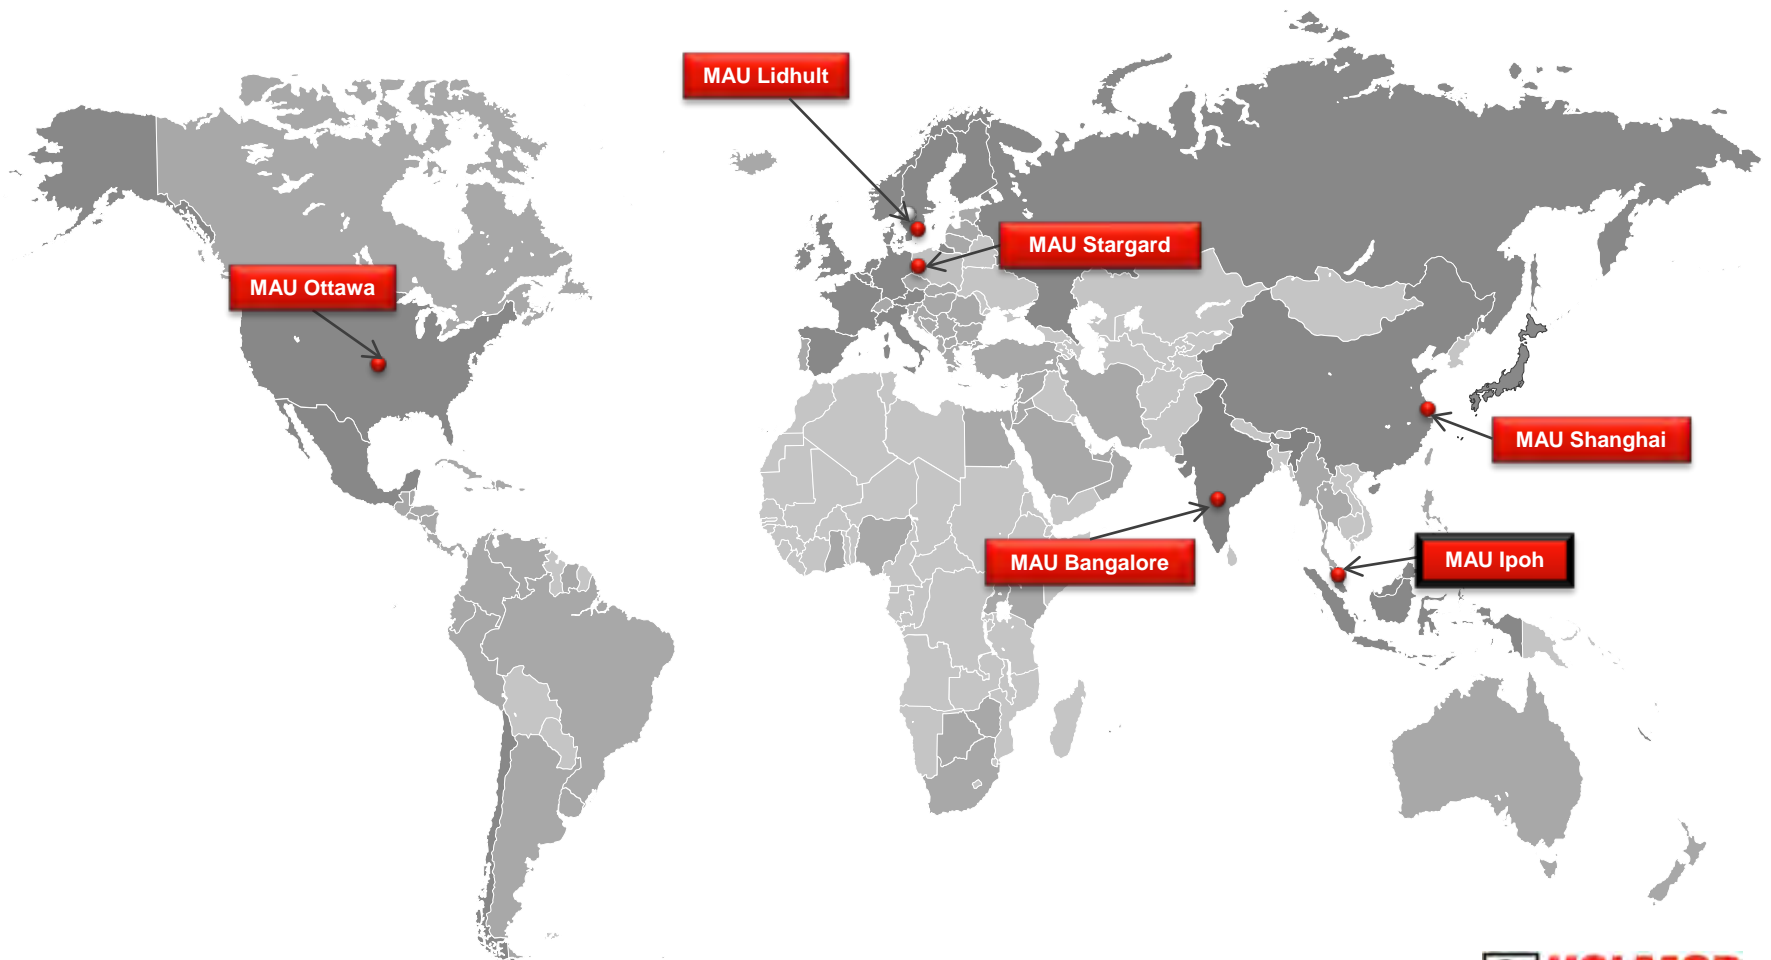 MAU Lidhult
MAU Stargard
MAU Ottawa
MAU Shanghai
MAU Bangalore
MAU Ipoh